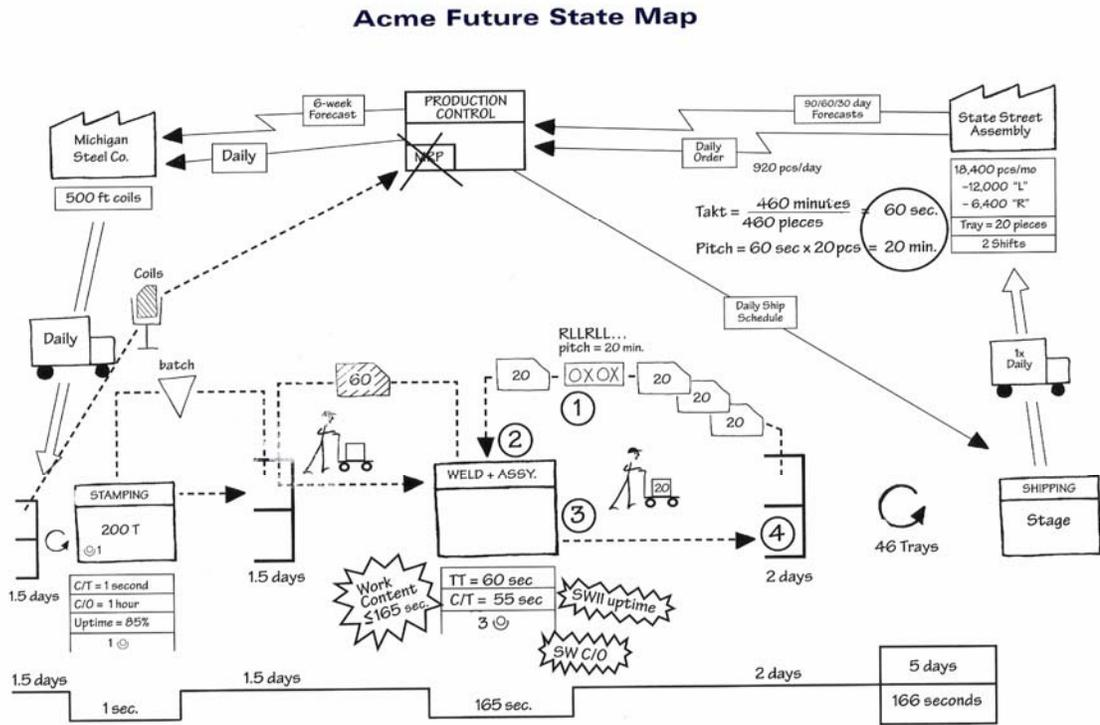 Acme Future State Map
Michigan
Steel Co.
500 ft coils
6-week
Forecast
Daily
PRODUCTION
CONTROL
MRP
90/60/30 day
Forecasts
Daily
Order
920 pcs/day
State Street
Assembly
18,400 pcs/mo
-12,000 "L"
- 6,400 "R"
Tray = 20 pieces
2 Shifts
Takt = 460 minutes / 460 pieces = 60 sec.
Pitch = 60 sec x 20 pcs = 20 min.
Coils
Daily
batch
60
RLLRLL...
pitch = 20 min.
20
OXOX
20
20
20
1
Daily Ship
Schedule
1x
Daily
2
STAMPING
200 T
1
1.5 days
C/T = 1 second
C/O = 1 hour
Uptime = 85%
1
1.5 days
WELD + ASSY.
3
20
4
2 days
46 Trays
SHIPPING
Stage
Work
Content
≤165 sec.
TT = 60 sec
C/T = 55 sec
3
SWII uptime
SW C/O
1.5 days
1 sec.
1.5 days
165 sec.
2 days
5 days
166 seconds